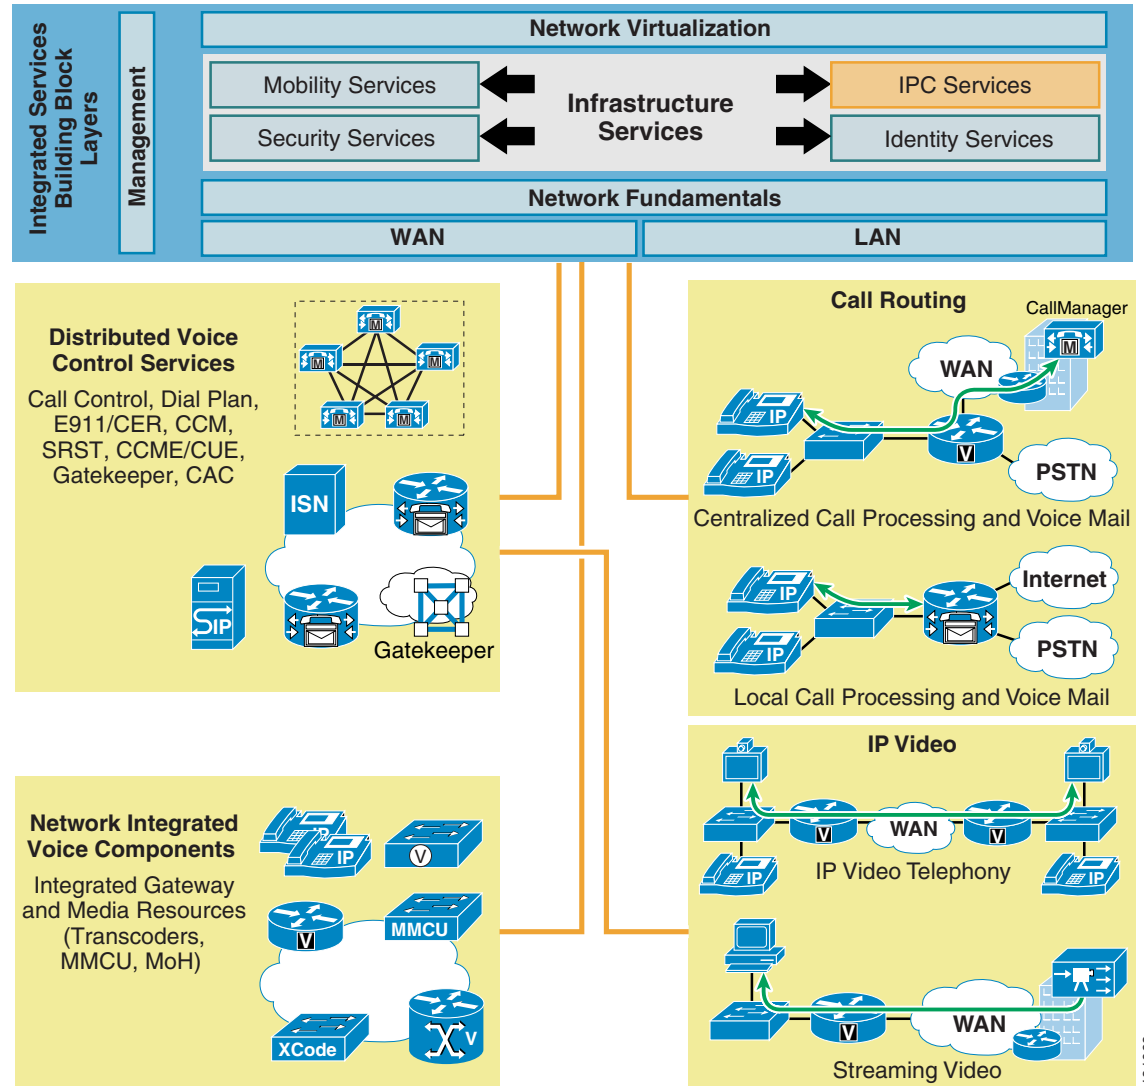 Integrated Services
Building Block
Layers
Management
Network Virtualization
Mobility Services
Security Services
Infrastructure
Services
IPC Services
Identity Services
Network Fundamentals
WAN
LAN
Distributed Voice
Control Services
Call Control, Dial Plan,
E911/CER, CCM,
SRST, CCME/CUE,
Gatekeeper, CAC
M
M
M
M
M
ISN
SIP
Gatekeeper
Call Routing
CallManager
M
WAN
IP
IP
V
PSTN
Centralized Call Processing and Voice Mail
IP
IP
Internet
PSTN
Local Call Processing and Voice Mail
Network Integrated
Voice Components
Integrated Gateway
and Media Resources
(Transcoders,
MMCU, MoH)
IP
IP
V
V
MMCU
XCode
V
IP Video
V
WAN
V
IP
IP
IP Video Telephony
V
WAN
Streaming Video